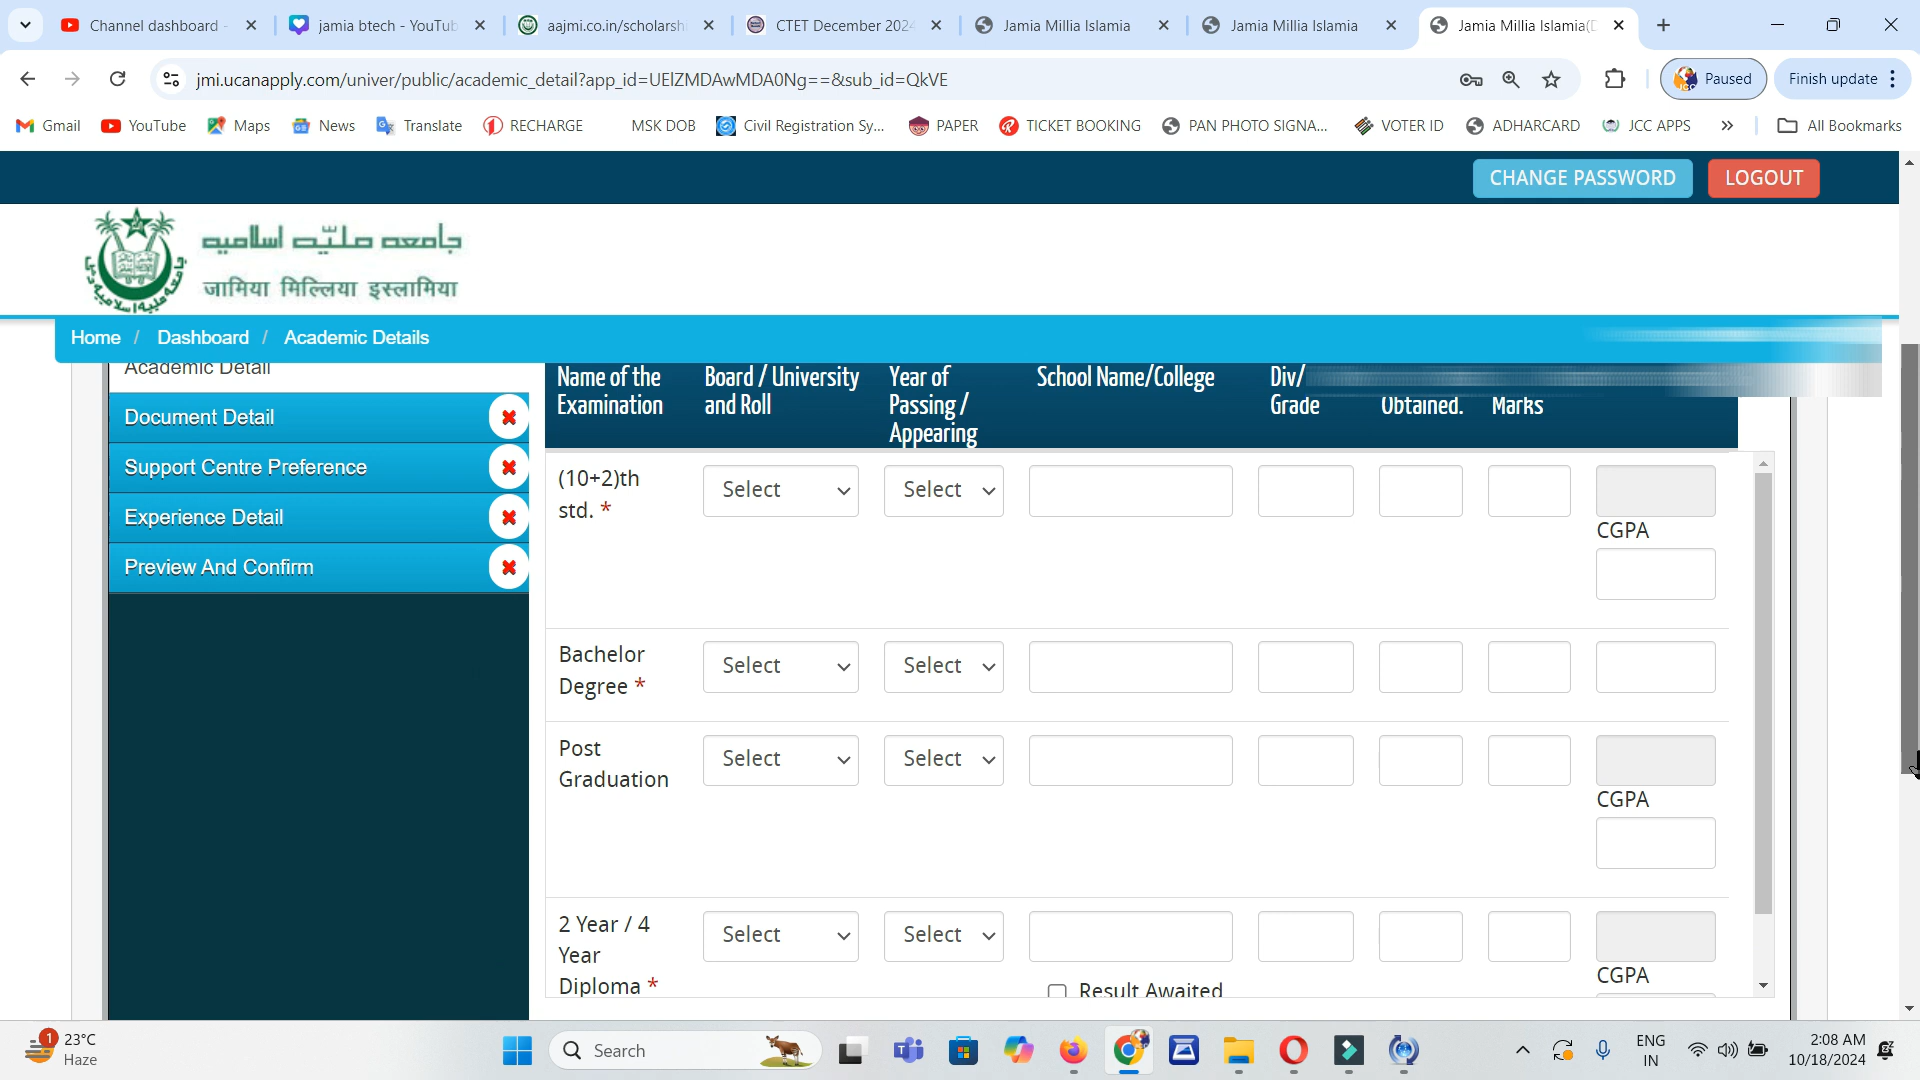 Channel dashboard -
jamia btech - YouTub
aajmi.co.in/scholarshi
CTET December 2024
Jamia Millia Islamia
Jamia Millia Islamia
Jamia Millia Islamia(D
jmi.ucanapply.com/univer/public/academic_detail?app_id=UElZMDAwMDA0Ng==&sub_id=QkVE
Paused
Finish update
Gmail
YouTube
Maps
News
Translate
RECHARGE
MSK DOB
Civil Registration Sy...
PAPER
TICKET BOOKING
PAN PHOTO SIGNA...
VOTER ID
ADHARCARD
JCC APPS
All Bookmarks
CHANGE PASSWORD
LOGOUT
جامعه ملیّه اسلامیه
जामिया मिल्लिया इस्लामिया
Home / Dashboard / Academic Details
Academic Detail
Document Detail
Support Centre Preference
Experience Detail
Preview And Confirm
Name of the
Examination
Board / University
and Roll
Year of
Passing /
Appearing
School Name/College
Div/
Grade
Obtained.
Marks
(10+2)th
std. *
Select
Select
CGPA
Bachelor
Degree *
Select
Select
Post
Graduation
Select
Select
CGPA
2 Year / 4
Year
Diploma *
Select
Select
Result Awaited
CGPA
1
23°C
Haze
Search
ENG
IN
2:08 AM
10/18/2024